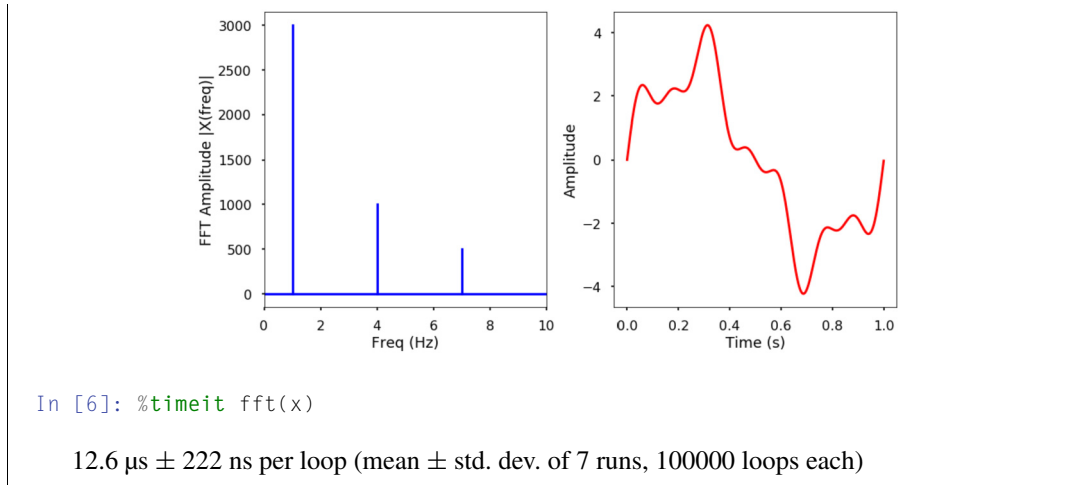 FFT Amplitude |X(freq)|
3000
2500
2000
1500
1000
500
0
0 2 4 6 8 10
Freq (Hz)
Amplitude
4
2
0
−2
−4
0.0 0.2 0.4 0.6 0.8 1.0
Time (s)
In [6]: %timeit fft(x)
12.6 µs ± 222 ns per loop (mean ± std. dev. of 7 runs, 100000 loops each)